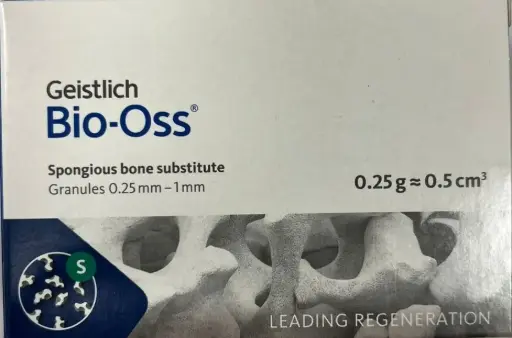 Geistlich
Bio-Oss®
Spongious bone substitute
Granules 0.25 mm – 1 mm
0.25 g ≈ 0.5 cm³
S
LEADING REGENERATION